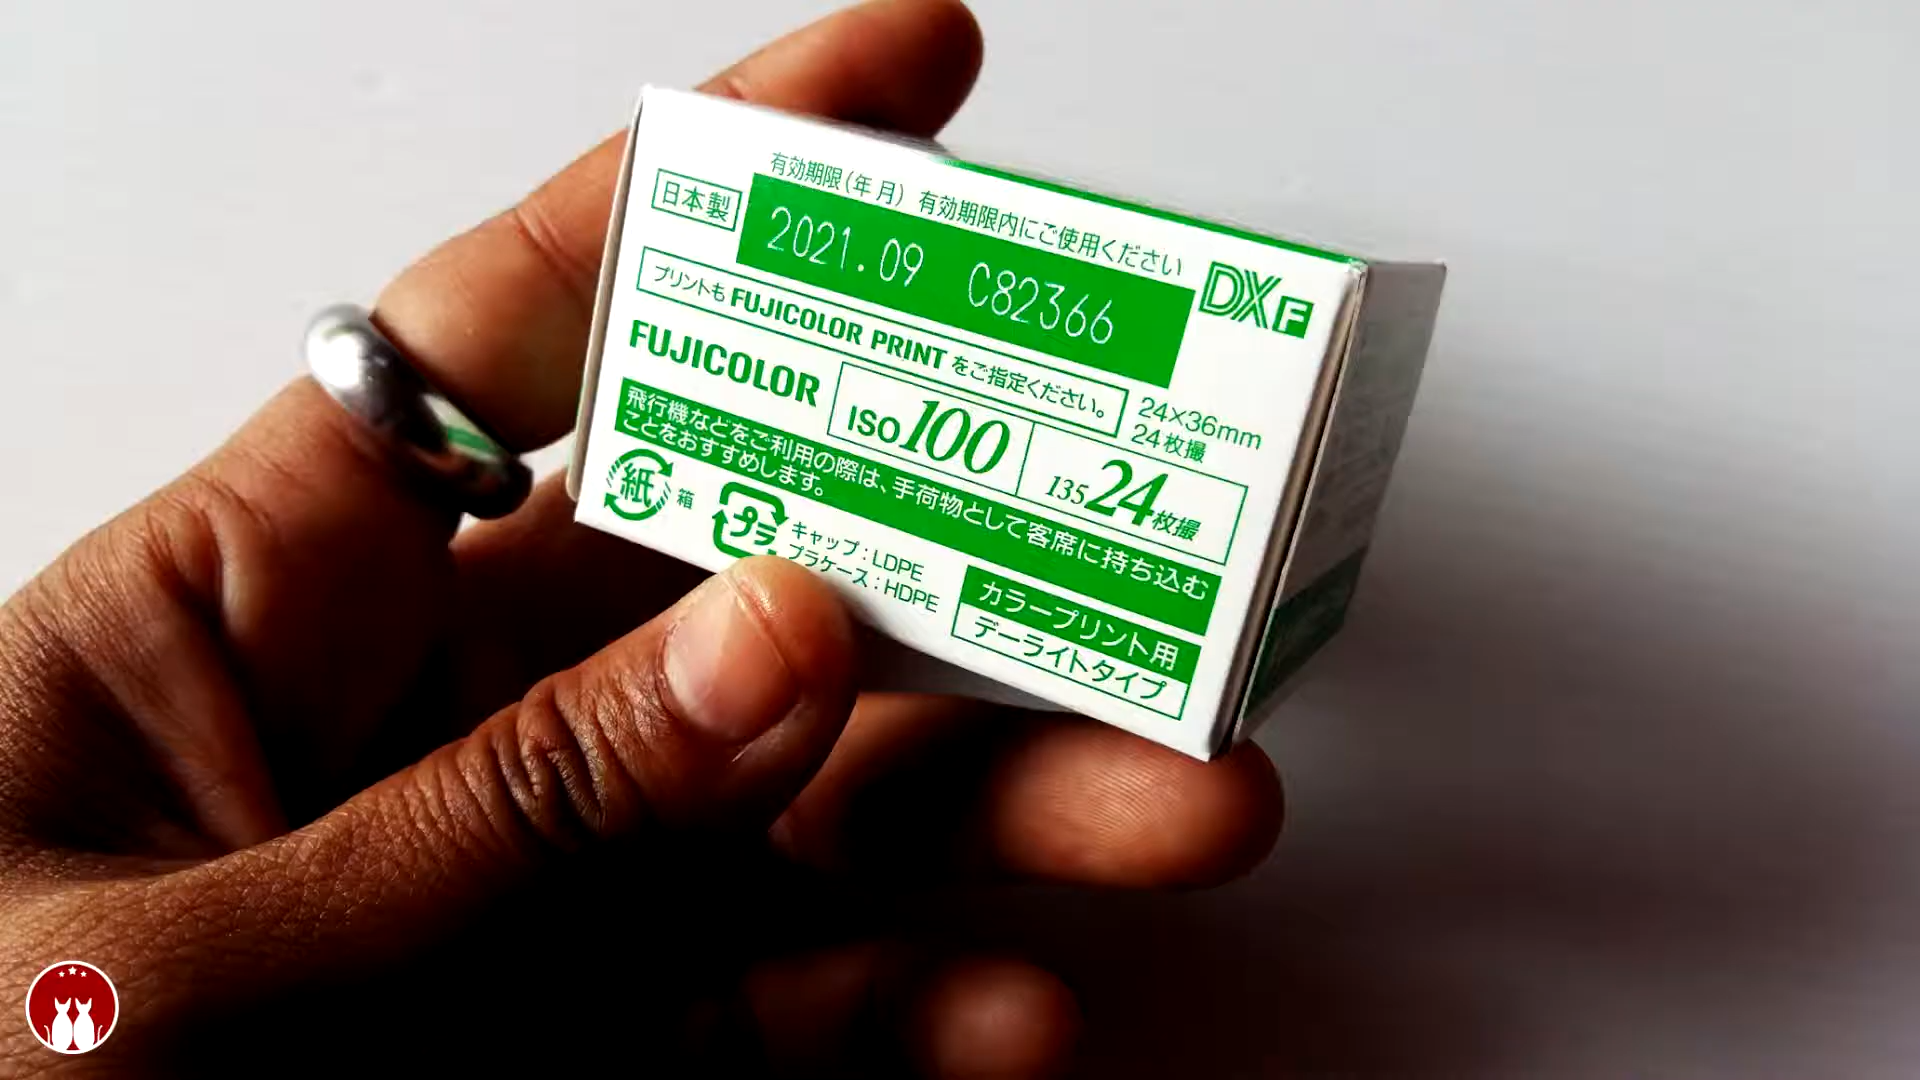 有効期限(年 月) 有効期限内にご使用ください
日本製
2021.09 C82366
DXF
プリントも FUJICOLOR PRINT をご指定ください。
FUJICOLOR
ISO100
24×36mm
24枚撮
135 24枚撮
飛行機などをご利用の際は、手荷物として客席に持ち込む
ことをおすすめします。
紙 箱
プラ
キャップ:LDPE
プラケース:HDPE
カラープリント用
デーライトタイプ